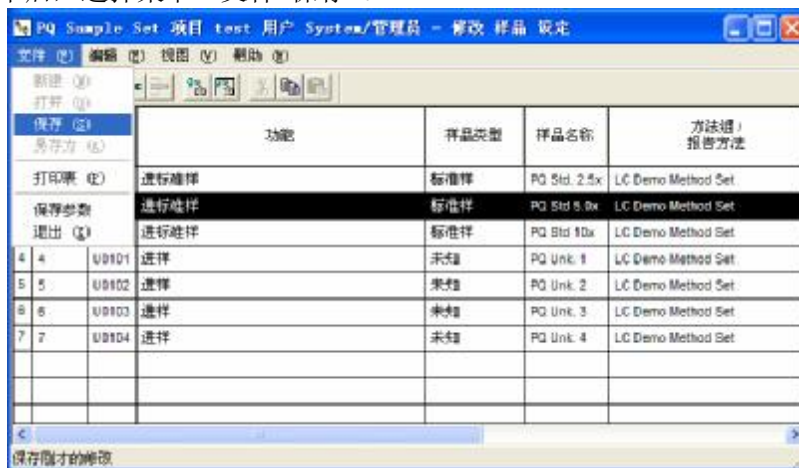 PQ Sample Set 项目 test 用户 System/管理员 - 修改 样品 设定
文件 (F) 编辑 (E) 视图 (V) 帮助 (H)
新建 (N)
打开 (O)
保存 (S)
另存为 (A)
打印表 (P)
保存参数
退出 (X)
功能 样品类型 样品名称 方法组/
报告方法
进标准样 标准样 PQ Std. 2.5x LC Demo Method Set
进标准样 标准样 PQ Std 5.0x LC Demo Method Set
进标准样 标准样 PQ Std 10x LC Demo Method Set
4 4 U0101 进样 未知 PQ Unk. 1 LC Demo Method Set
5 5 U0102 进样 未知 PQ Unk. 2 LC Demo Method Set
6 6 U0103 进样 未知 PQ Unk. 3 LC Demo Method Set
7 7 U0104 进样 未知 PQ Unk. 4 LC Demo Method Set
保存刚才的修改